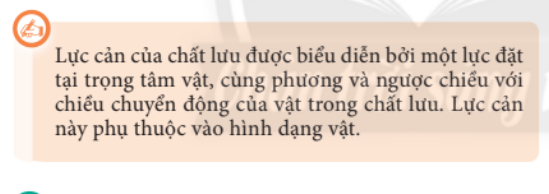 Lực cản của chất lưu được biểu diễn bởi một lực đặt
tại trọng tâm vật, cùng phương và ngược chiều với
chiều chuyển động của vật trong chất lưu. Lực cản
này phụ thuộc vào hình dạng vật.